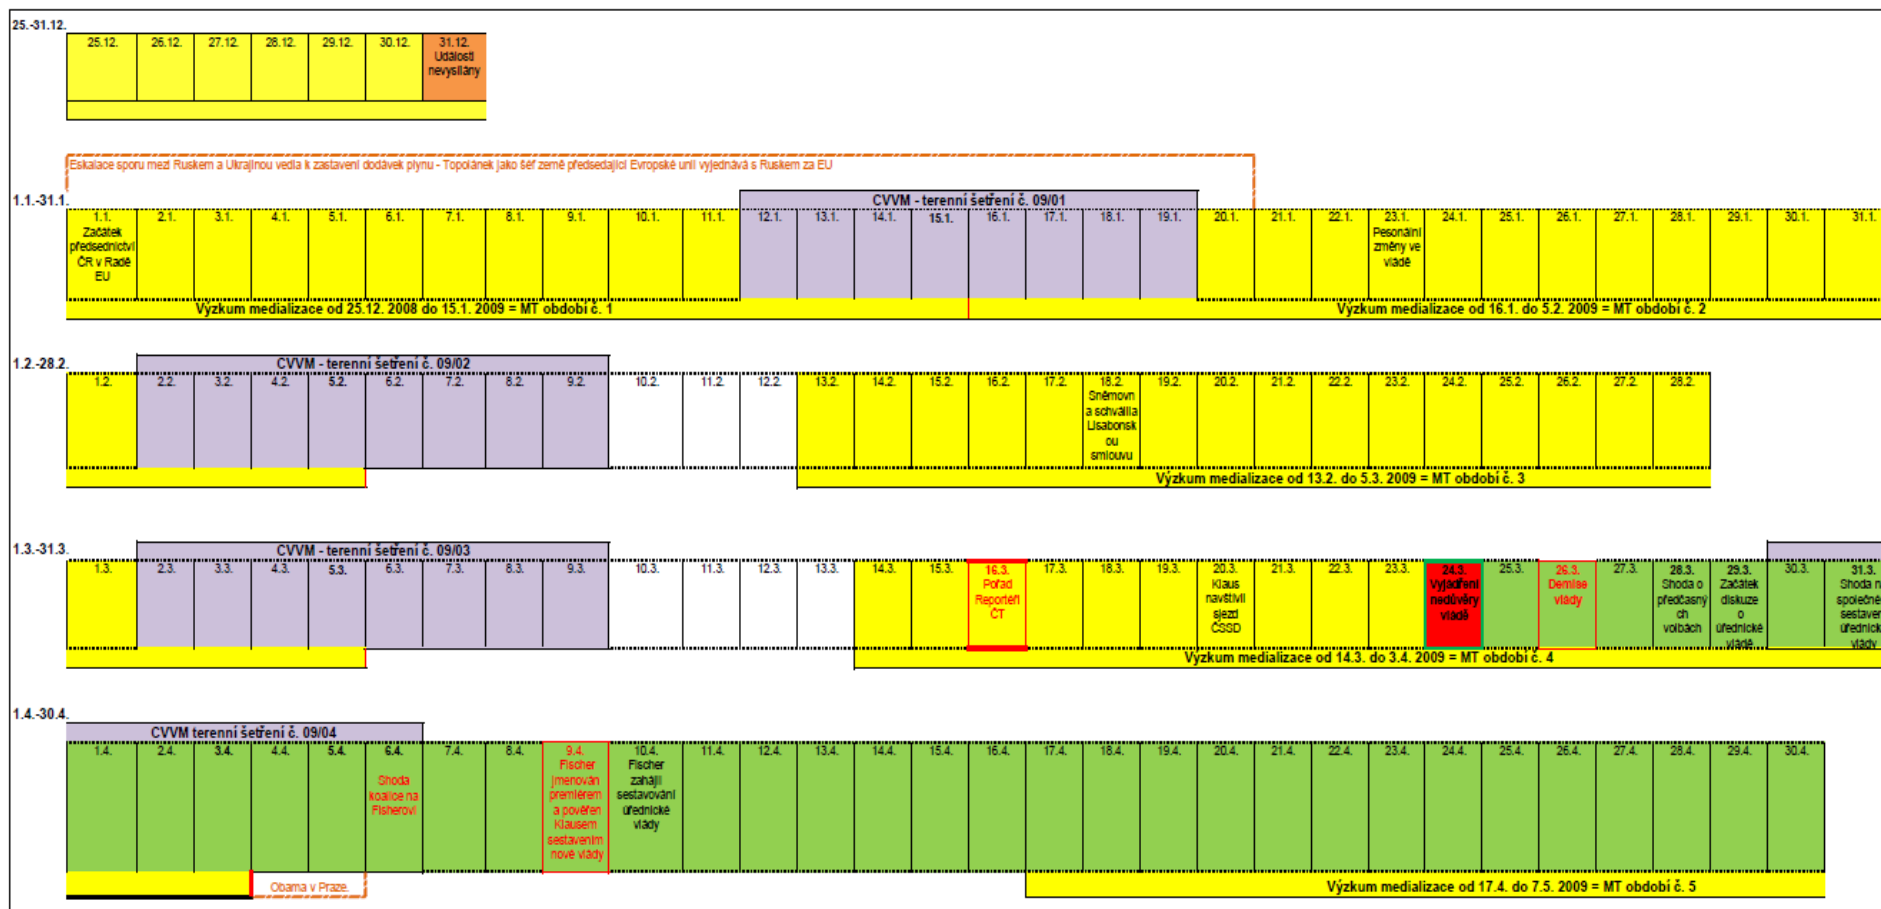 25.-31.12.
25.12. 26.12. 27.12. 28.12. 29.12. 30.12. 31.12.
Události
nevysílány
Eskalace sporu mezi Ruskem a Ukrajinou vedla k zastavení dodávek plynu - Topolánek jako šéf země předsedající Evropské unii vyjednává s Ruskem za EU
1.1.-31.1.
CVVM - terenní šetření č. 09/01
1.1. 2.1. 3.1. 4.1. 5.1. 6.1. 7.1. 8.1. 9.1. 10.1. 11.1. 12.1. 13.1. 14.1. 15.1. 16.1. 17.1. 18.1. 19.1. 20.1. 21.1. 22.1. 23.1. 24.1. 25.1. 26.1. 27.1. 28.1. 29.1. 30.1. 31.1.
Začátek
předsednictví
ČR v Radě
EU
Pesonální
změny ve
vládě
Výzkum medializace od 25.12. 2008 do 15.1. 2009 = MT období č. 1
Výzkum medializace od 16.1. do 5.2. 2009 = MT období č. 2
1.2.-28.2.
CVVM - terenní šetření č. 09/02
1.2. 2.2. 3.2. 4.2. 5.2. 6.2. 7.2. 8.2. 9.2. 10.2. 11.2. 12.2. 13.2. 14.2. 15.2. 16.2. 17.2. 18.2. 19.2. 20.2. 21.2. 22.2. 23.2. 24.2. 25.2. 26.2. 27.2. 28.2.
Sněmovn
a schválila
Lisabonsk
ou
smlouvu
Výzkum medializace od 13.2. do 5.3. 2009 = MT období č. 3
1.3.-31.3.
CVVM - terenní šetření č. 09/03
1.3. 2.3. 3.3. 4.3. 5.3. 6.3. 7.3. 8.3. 9.3. 10.3. 11.3. 12.3. 13.3. 14.3. 15.3. 16.3. 17.3. 18.3. 19.3. 20.3. 21.3. 22.3. 23.3. 24.3. 25.3. 26.3. 27.3. 28.3. 29.3. 30.3. 31.3.
Pořad
Reportéři
ČT
Klaus
navštívil
sjezd
ČSSD
Vyjádření
nedůvěry
vládě
Demise
vlády
Shoda o
předčasný
ch
volbách
Začátek
diskuze
o
úřednické
vládě
Shoda n
společné
sestaven
úřednick
vlády
Výzkum medializace od 14.3. do 3.4. 2009 = MT období č. 4
1.4.-30.4.
CVVM terenní šetření č. 09/04
1.4. 2.4. 3.4. 4.4. 5.4. 6.4. 7.4. 8.4. 9.4. 10.4. 11.4. 12.4. 13.4. 14.4. 15.4. 16.4. 17.4. 18.4. 19.4. 20.4. 21.4. 22.4. 23.4. 24.4. 25.4. 26.4. 27.4. 28.4. 29.4. 30.4.
Shoda
koalice na
Fisherovi
Fischer
jmenován
premiérem
a pověřen
Klausem
sestavením
nové vlády
Fischer
zahájil
sestavování
úřednické
vlády
Obama v Praze.
Výzkum medializace od 17.4. do 7.5. 2009 = MT období č. 5